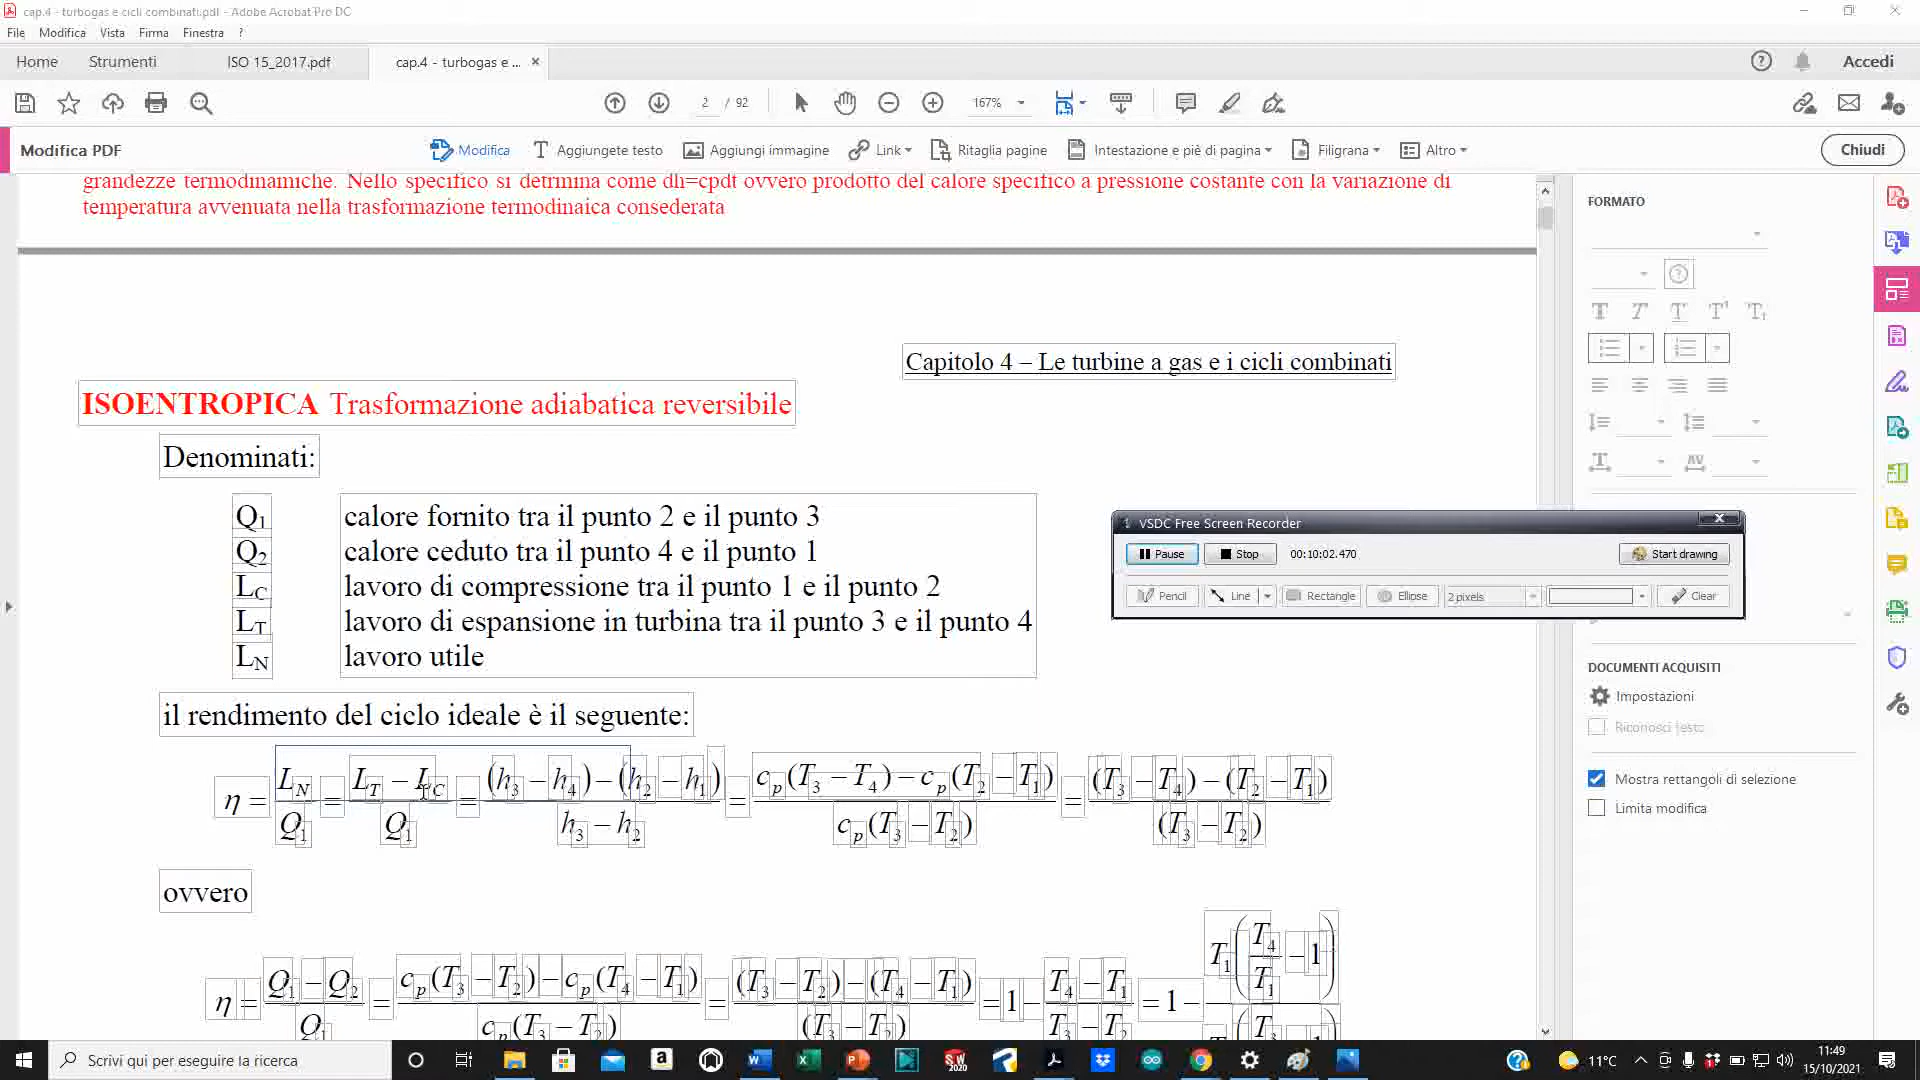 cap.4 - turbogas e cicli combinati.pdf - Adobe Acrobat Pro DC
File Modifica Vista Firma Finestra ?
Home Strumenti ISO 15_2017.pdf cap.4 - turbogas e ... × Accedi
2 / 92 167%
Modifica PDF Modifica Aggiungete testo Aggiungi immagine Link Ritaglia pagine Intestazione e piè di pagina Filigrana Altro Chiudi
grandezze termodinamiche. Nello specifico si detrmina come dh=cpdt ovvero prodotto del calore specifico a pressione costante con la variazione di
temperatura avvenuata nella trasformazione termodinaica consederata
Capitolo 4 – Le turbine a gas e i cicli combinati
ISOENTROPICA Trasformazione adiabatica reversibile
Denominati:
Q1 calore fornito tra il punto 2 e il punto 3
Q2 calore ceduto tra il punto 4 e il punto 1
LC lavoro di compressione tra il punto 1 e il punto 2
LT lavoro di espansione in turbina tra il punto 3 e il punto 4
LN lavoro utile
il rendimento del ciclo ideale è il seguente:
η = LN/Q1 = (LT − LC)/Q1 = ((h3 − h4) − (h2 − h1))/(h3 − h2) = (cp(T3 − T4) − cp(T2 − T1))/(cp(T3 − T2)) = ((T3 − T4) − (T2 − T1))/(T3 − T2)
ovvero
η = (Q1 − Q2)/Q1 = (cp(T3 − T2) − cp(T4 − T1))/(cp(T3 − T2)) = ((T3 − T2) − (T4 − T1))/(T3 − T2) = 1 − (T4 − T1)/(T3 − T2) = 1 − T1(T4/T1 − 1)
VSDC Free Screen Recorder
Pause Stop 00:10:02.470 Start drawing
Pencil Line Rectangle Ellipse 2 pixels Clear
FORMATO
DOCUMENTI ACQUISITI
Impostazioni
Riconosci testo
Mostra rettangoli di selezione
Limita modifica
Scrivi qui per eseguire la ricerca
11°C
11:49
15/10/2021